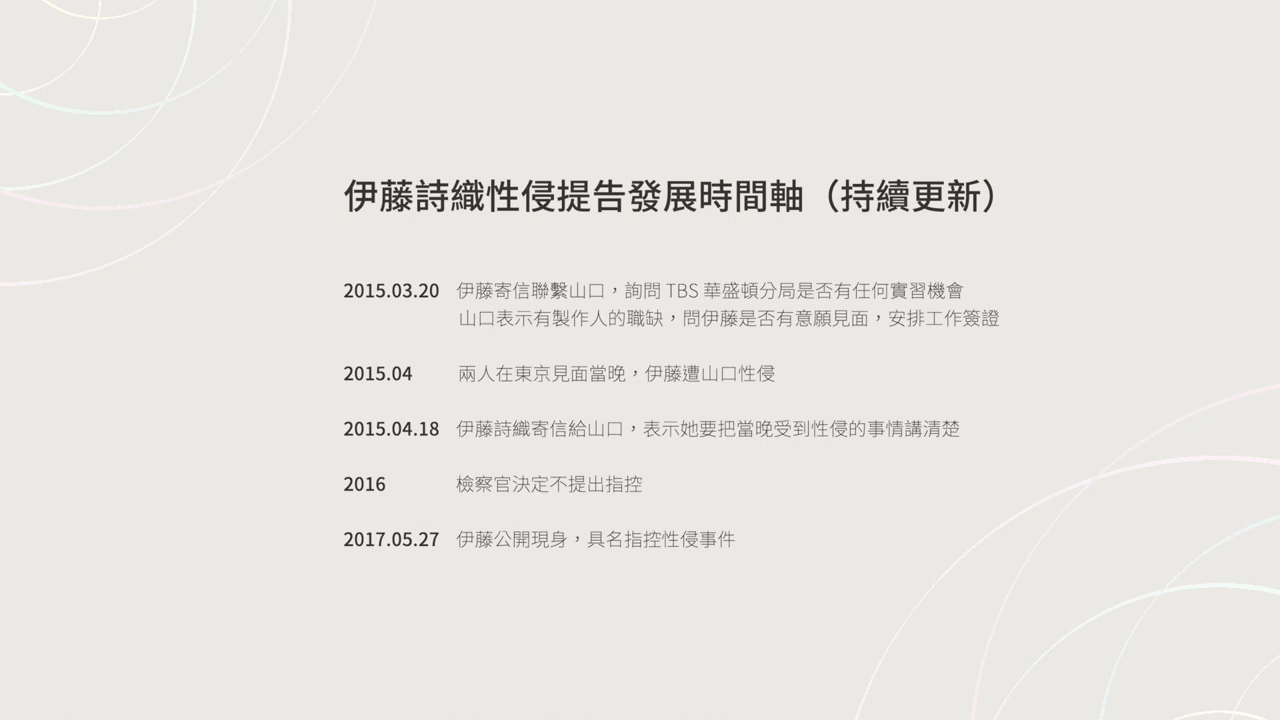 伊藤詩織性侵提告發展時間軸（持續更新）
2015.03.20 伊藤寄信聯繫山口，詢問 TBS 華盛頓分局是否有任何實習機會
山口表示有製作人的職缺，問伊藤是否有意願見面，安排工作簽證
2015.04 兩人在東京見面當晚，伊藤遭山口性侵
2015.04.18 伊藤詩織寄信給山口，表示她要把當晚受到性侵的事情講清楚
2016 檢察官決定不提出指控
2017.05.27 伊藤公開現身，具名指控性侵事件